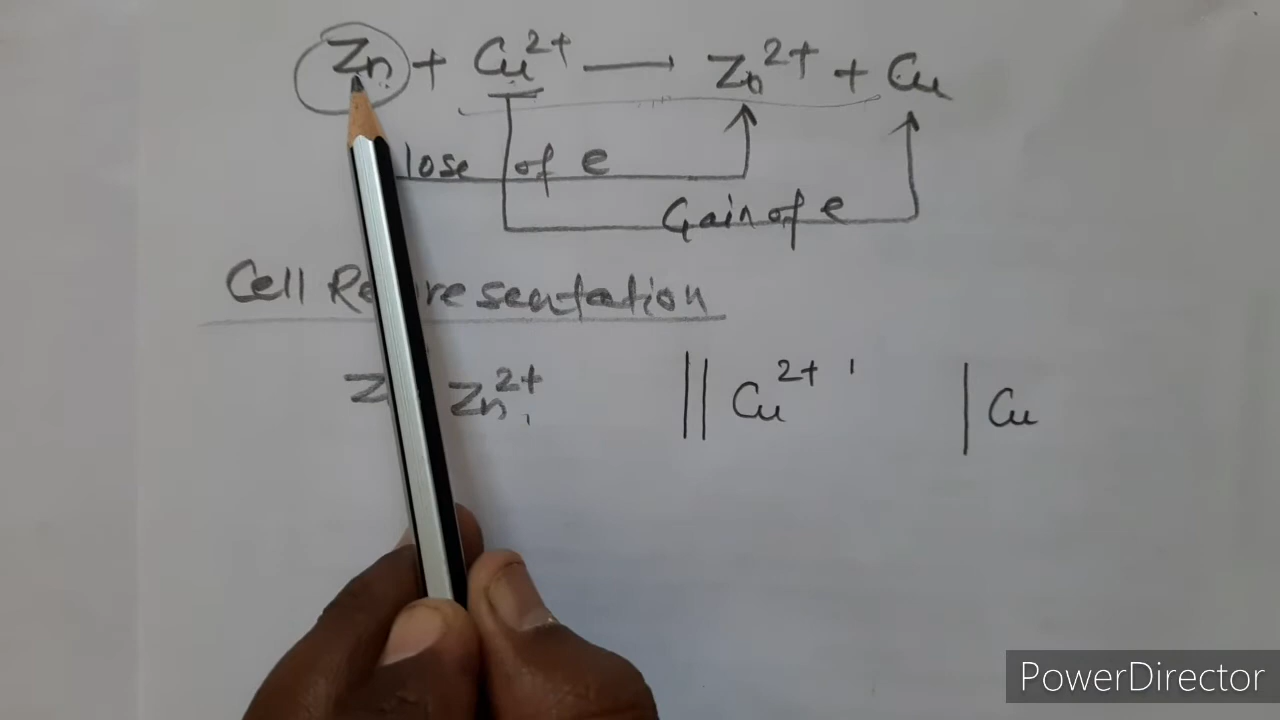 Zn + Cu²⁺ ⟶ Zn²⁺ + Cu
lose of e
Gain of e
Cell Representation
Zn²⁺ || Cu²⁺ | Cu
PowerDirector